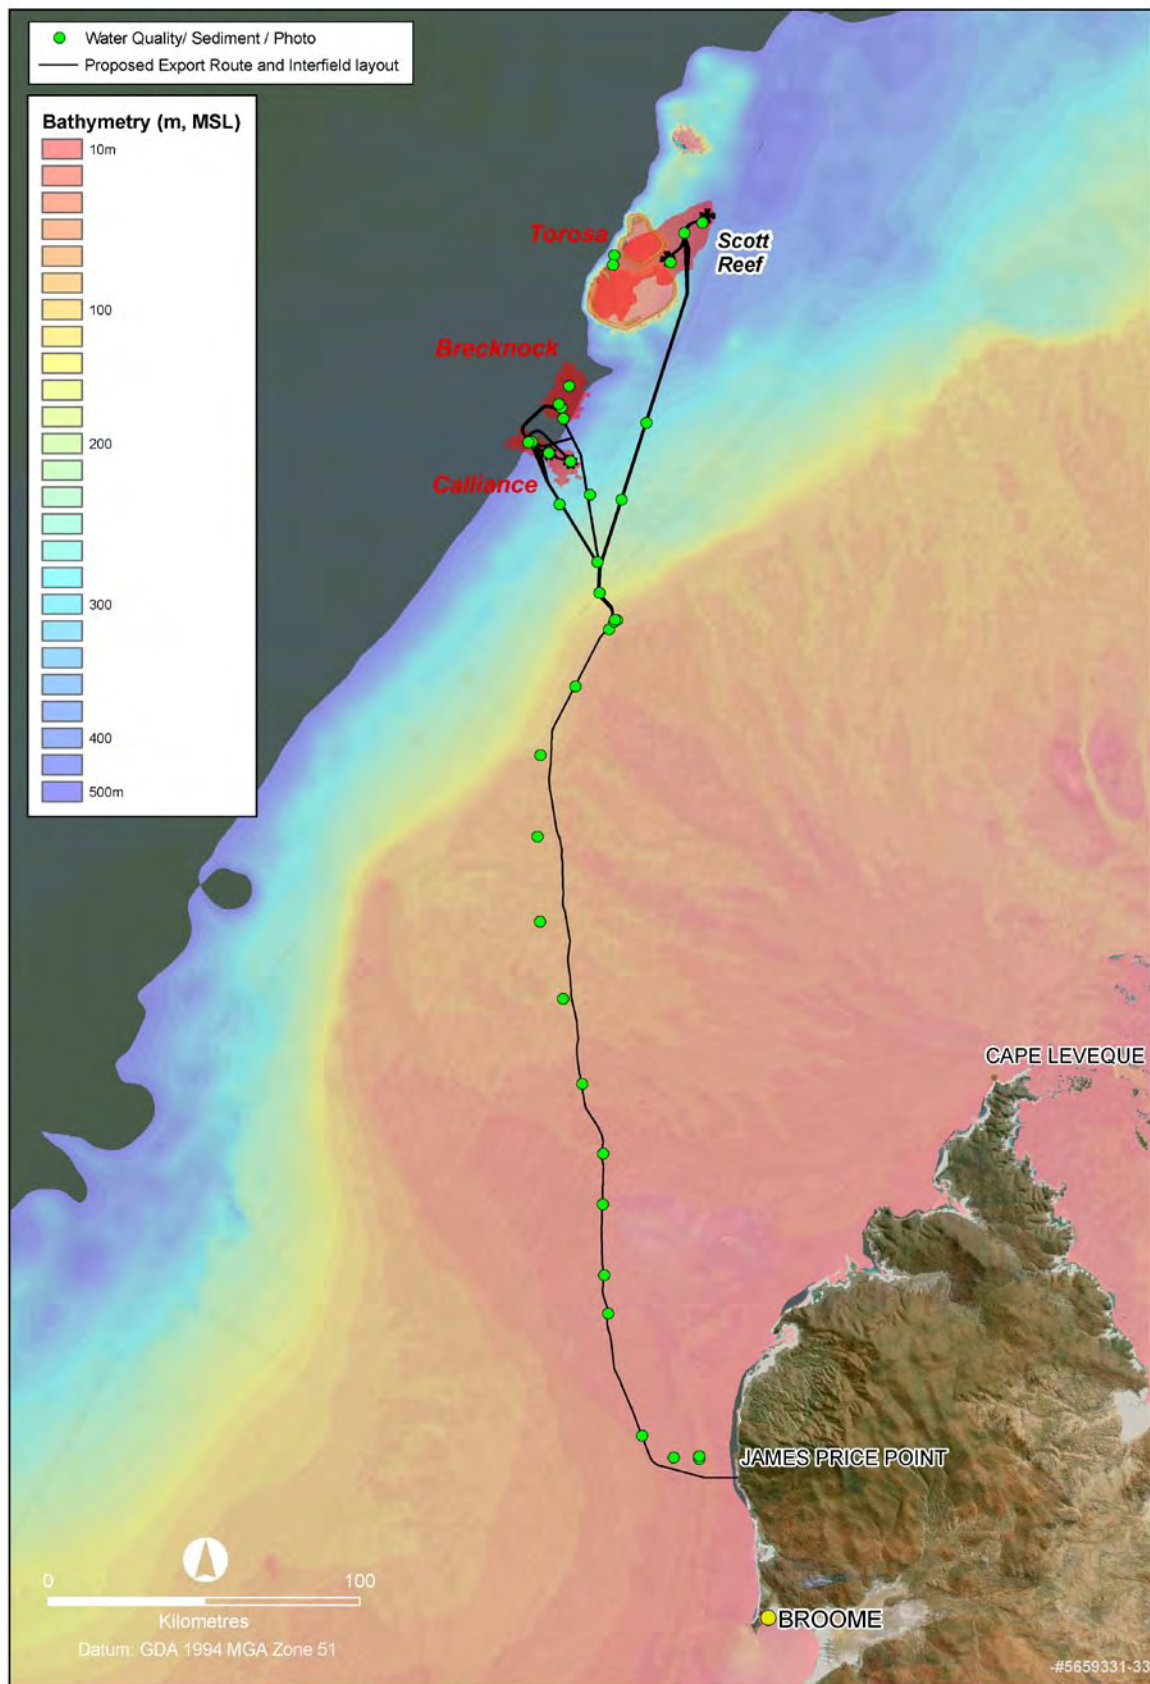 Water Quality/ Sediment / Photo
Proposed Export Route and Interfield layout
Bathymetry (m, MSL)
10m
100
200
300
400
500m
Torosa
Scott
Reef
Brecknock
Calliance
CAPE LEVEQUE
JAMES PRICE POINT
BROOME
0 100
Kilometres
Datum: GDA 1994 MGA Zone 51
-#5659331-33